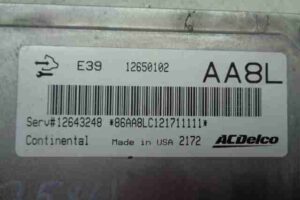 E39 12650102 AA8L
Serv#12643248 *86AA8LC121711111*
Continental Made in USA 2172 ACDelco